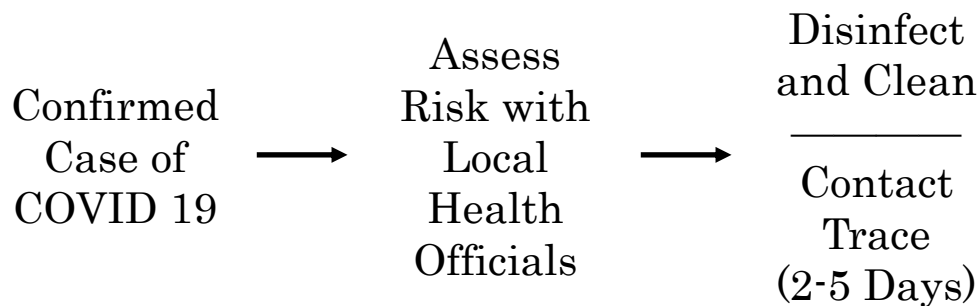 Confirmed
Case of
COVID 19
Assess
Risk with
Local
Health
Officials
Disinfect
and Clean
Contact
Trace
(2-5 Days)